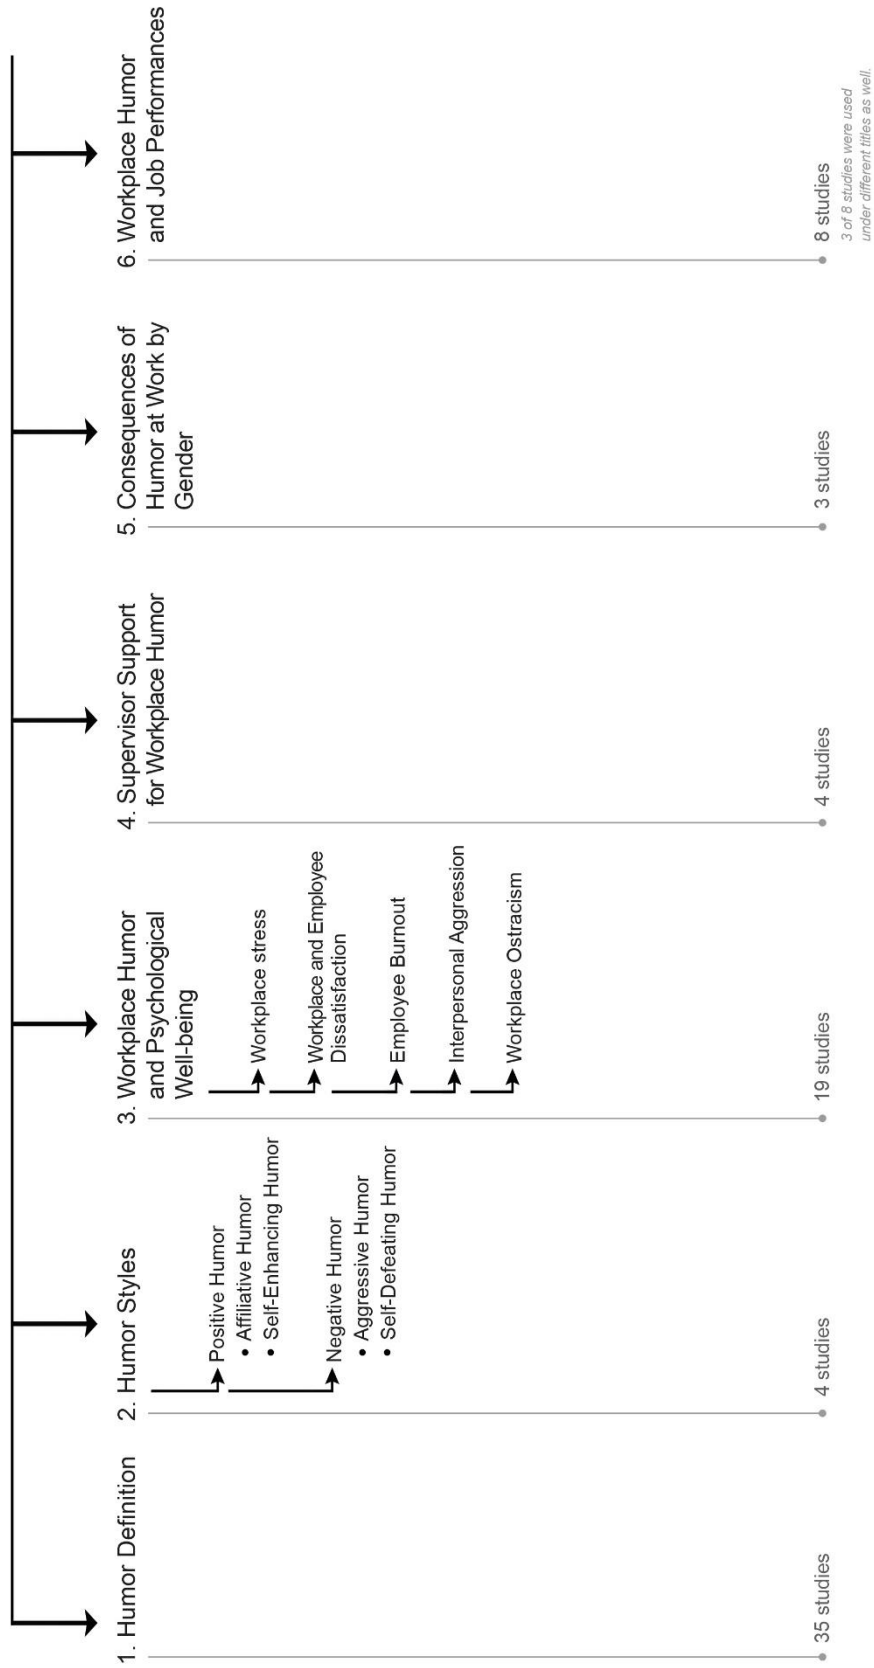 1. Humor Definition
35 studies
2. Humor Styles
Positive Humor
• Affiliative Humor
• Self-Enhancing Humor
Negative Humor
• Aggressive Humor
• Self-Defeating Humor
4 studies
3. Workplace Humor
and Psychological
Well-being
Workplace stress
Workplace and Employee
Dissatisfaction
Employee Burnout
Interpersonal Aggression
Workplace Ostracism
19 studies
4. Supervisor Support
for Workplace Humor
4 studies
5. Consequences of
Humor at Work by
Gender
3 studies
6. Workplace Humor
and Job Performances
8 studies
3 of 8 studies were used
under different titles as well.